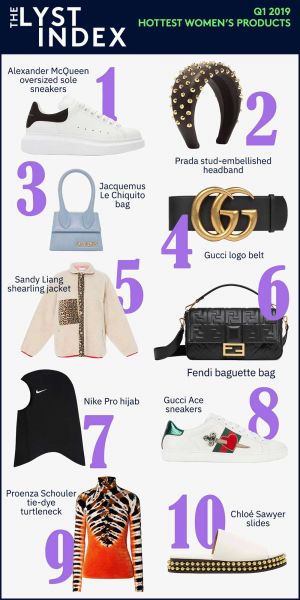 THE LYST
INDEX
Q1 2019
HOTTEST WOMEN'S PRODUCTS
Alexander McQueen
oversized sole
sneakers
1
2
Prada stud-embellished
headband
3
Jacquemus
Le Chiquito
bag
4
Gucci logo belt
Sandy Liang
shearling jacket
5
6
Fendi baguette bag
7
Nike Pro hijab
Gucci Ace
sneakers
8
Proenza Schouler
tie-dye
turtleneck
9
10
Chloé Sawyer
slides